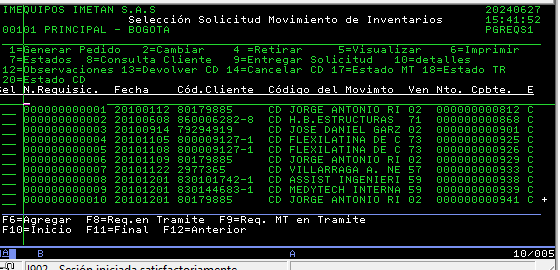 IMEQUIPOS IMETAN S.A.S 20240627
Selección Solicitud Movimiento de Inventarios 15:41:52
00101 PRINCIPAL - BOGOTA PGREQS1
1=Generar Pedido 2=Cambiar 4 =Retirar 5=Visualizar 6=Imprimir
7=Estados 8=Consulta Cliente 9=Entregar Solicitud 10=detalles
12=Observaciones 13=Devolver CD 14=Cancelar CD 17=Estado MT 18=Estado TR
20=Estado CD
Sel N.Requisic. Fecha Cód.Cliente Código del Movimto Ven Nto. Cpbte. E
000000000001 20100112 80179885 CD JORGE ANTONIO RI 02 000000000812 C
000000000002 20100608 860006282-8 CD H.B.ESTRUCTURAS 71 000000000868 C
000000000003 20100914 79294919 CD JOSE DANIEL GARZ 02 000000000901 C
000000000004 20101105 800009127-1 CD FLEXILATINA DE C 73 000000000925 C
000000000005 20101108 800009127-1 CD FLEXILATINA DE C 73 000000000926 C
000000000006 20101109 80179885 CD JORGE ANTONIO RI 02 000000000929 C
000000000007 20101122 2977365 CD VILLARRAGA A. NE 57 000000000933 C
000000000008 20101201 830101742-1 CD ASSIST INGENIERI 59 000000000938 C
000000000009 20101201 830144683-1 CD MEDYTECH INTERNA 59 000000000939 C
000000000010 20101201 80179885 CD JORGE ANTONIO RI 02 000000000941 C +
F6=Agregar F8=Req.en Tramite F9=Req. MT en Tramite
F10=Inicio F11=Final F12=Anterior
MA B A 10/005
I902 - Sesión iniciada satisfactoriamente